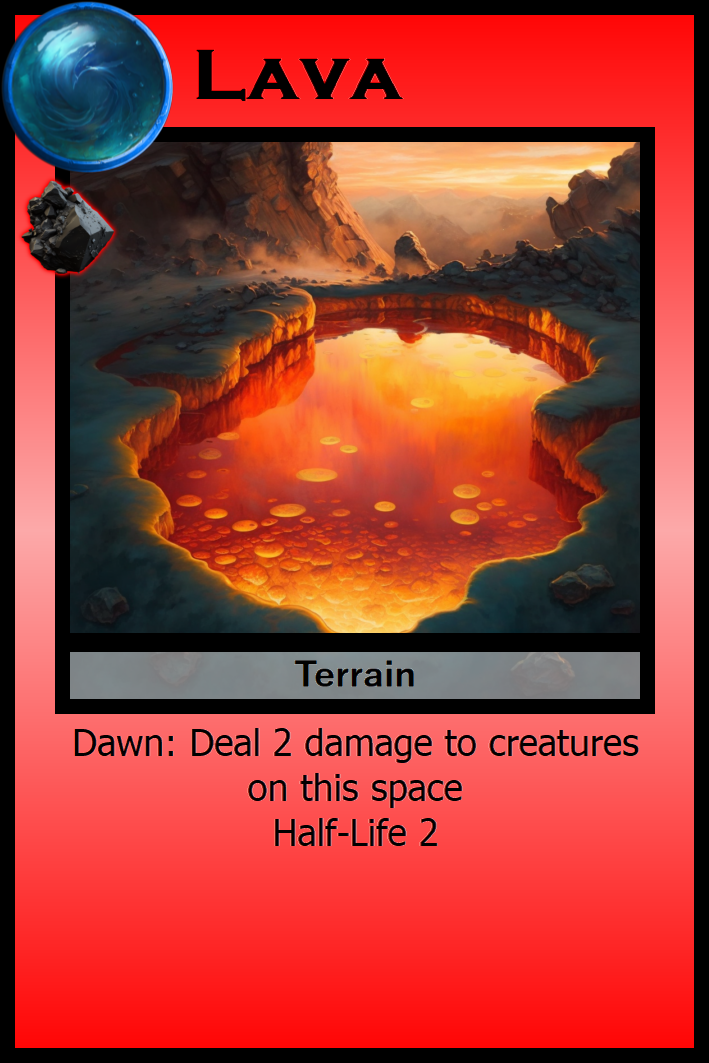 Lava
Terrain
Dawn: Deal 2 damage to creatures
on this space
Half-Life 2